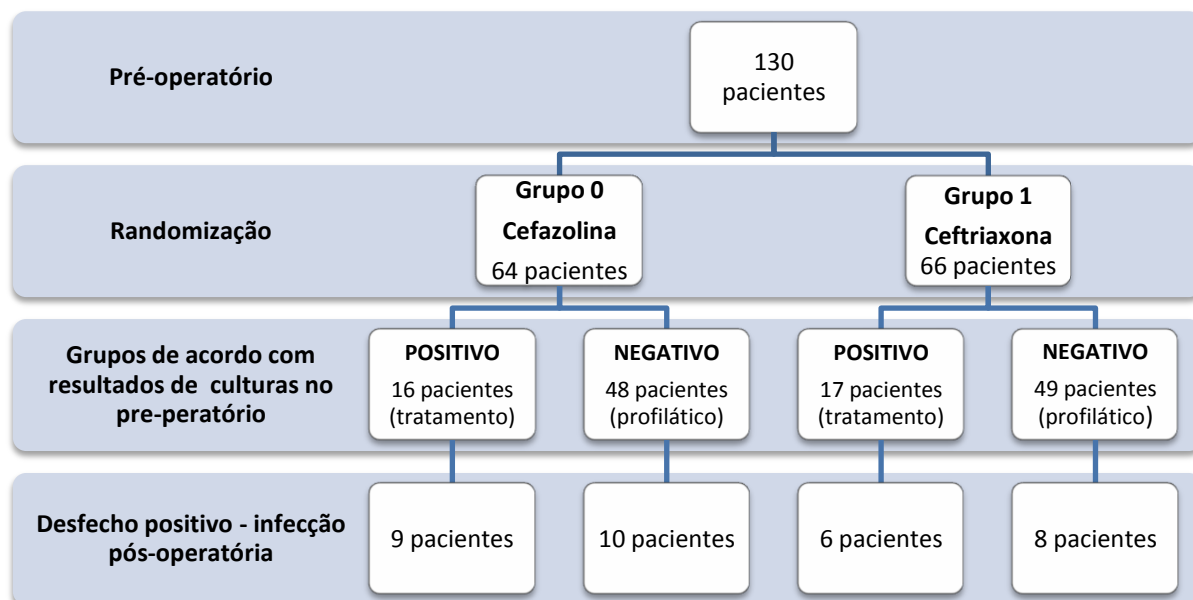 Pré-operatório
130
pacientes
Randomização
Grupo 0
Cefazolina
64 pacientes
Grupo 1
Ceftriaxona
66 pacientes
Grupos de acordo com
resultados de culturas no
pre-peratório
POSITIVO
16 pacientes
(tratamento)
NEGATIVO
48 pacientes
(profilático)
POSITIVO
17 pacientes
(tratamento)
NEGATIVO
49 pacientes
(profilático)
Desfecho positivo - infecção
pós-operatória
9 pacientes
10 pacientes
6 pacientes
8 pacientes